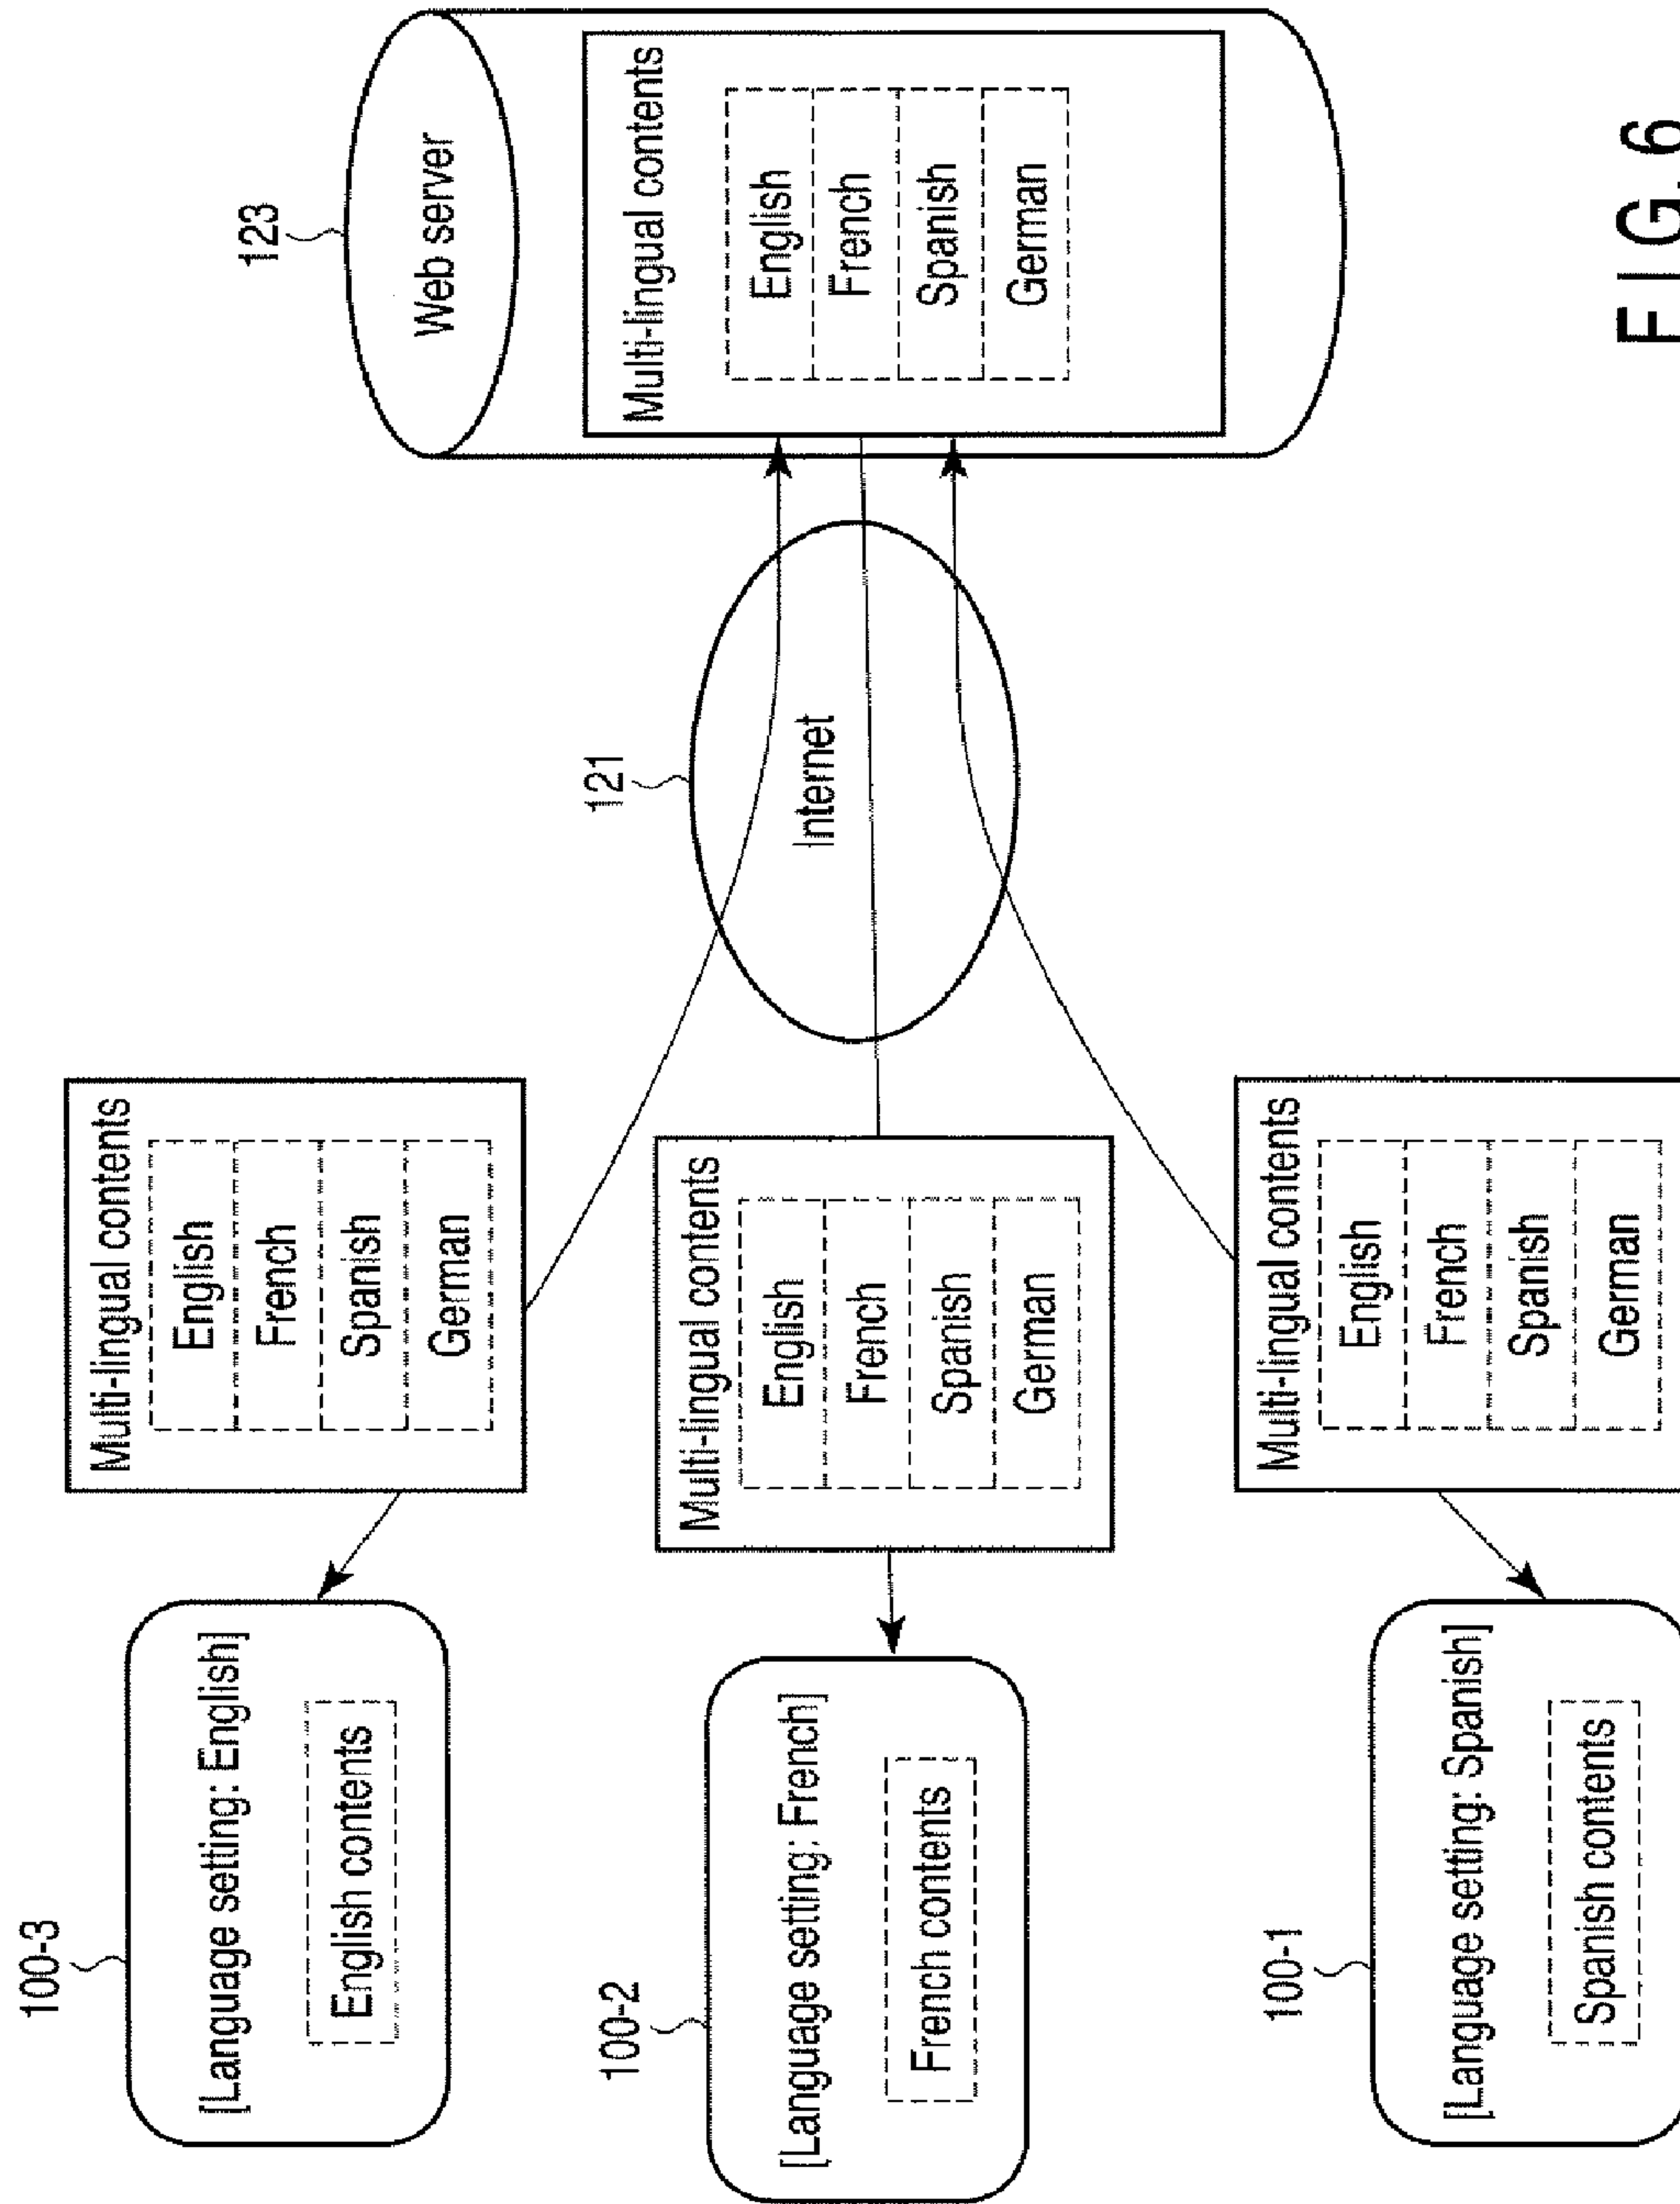 100-3
[Language setting: English]
English contents
Multi-lingual contents
English
French
Spanish
German
100-2
[Language setting: French]
French contents
Multi-lingual contents
English
French
Spanish
German
100-1
[Language setting: Spanish]
Spanish contents
Multi-lingual contents
English
French
Spanish
German
121
Internet
123
Web server
Multi-lingual contents
English
French
Spanish
German
FIG. 6